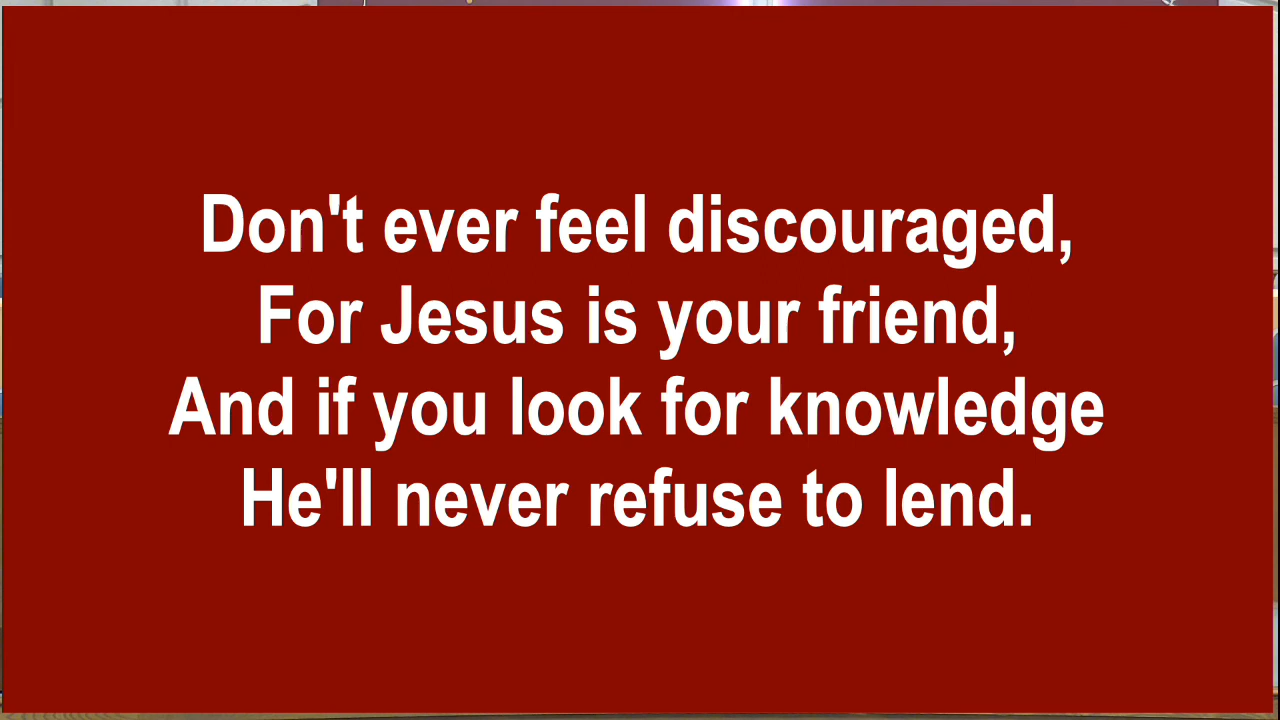 Don't ever feel discouraged,
For Jesus is your friend,
And if you look for knowledge
He'll never refuse to lend.